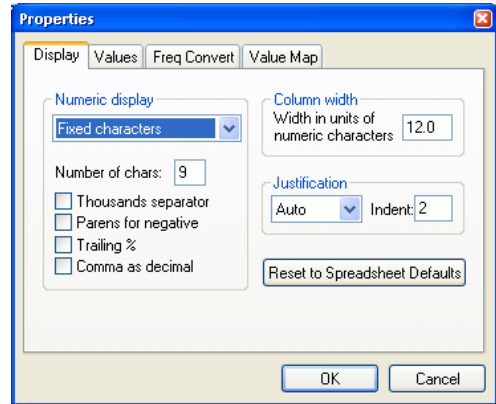 Properties
Display Values Freq Convert Value Map
Numeric display
Fixed characters
Number of chars: 9
Thousands separator
Parens for negative
Trailing %
Comma as decimal
Column width
Width in units of
numeric characters 12.0
Justification
Auto Indent: 2
Reset to Spreadsheet Defaults
OK Cancel